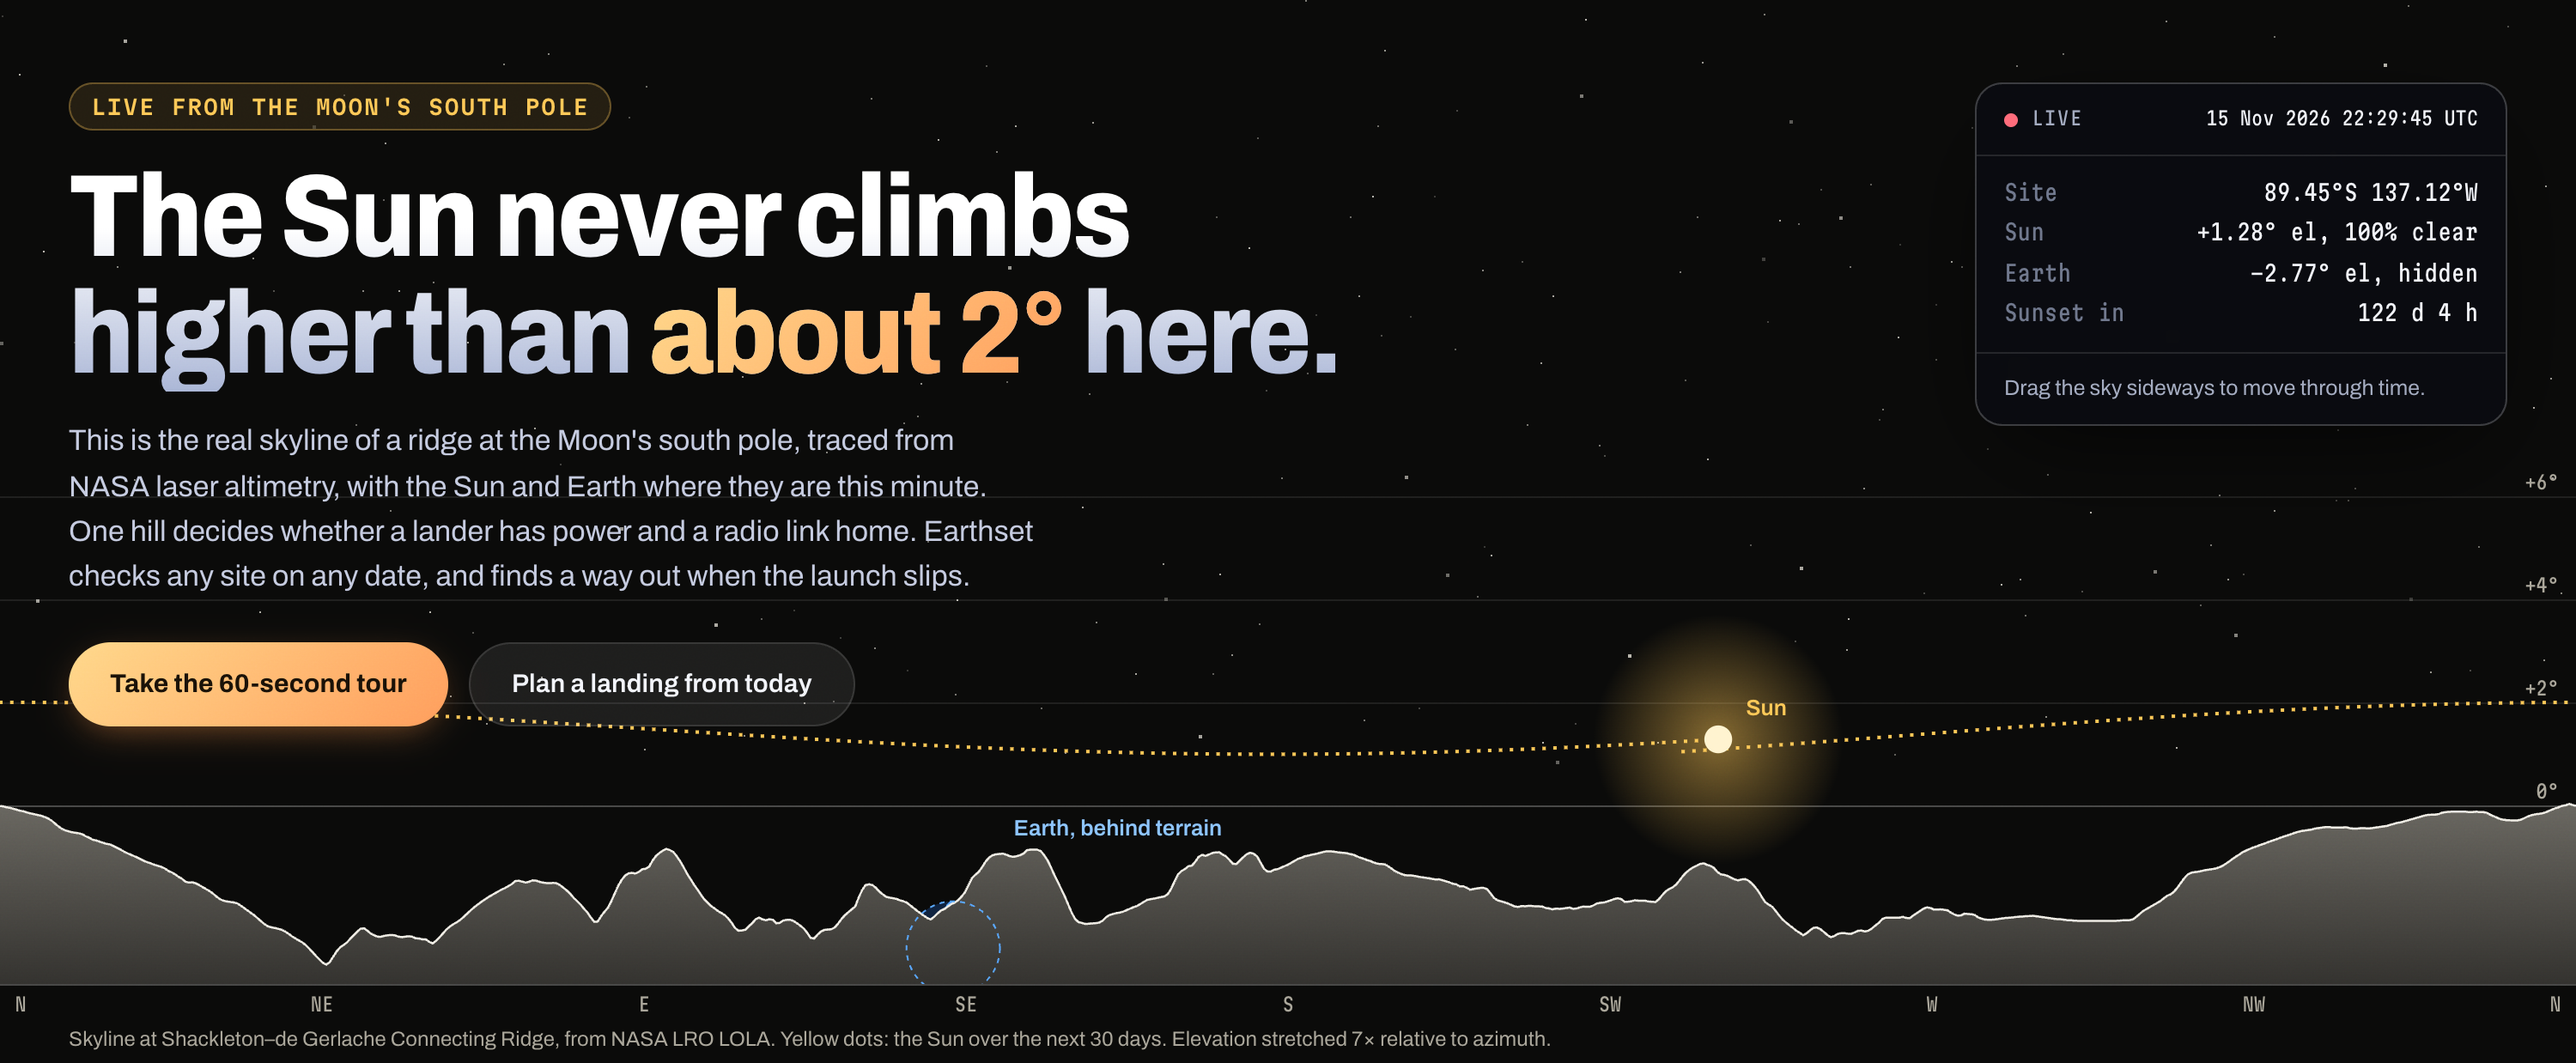 LIVE FROM THE MOON'S SOUTH POLE
The Sun never climbs
higher than about 2° here.
This is the real skyline of a ridge at the Moon's south pole, traced from
NASA laser altimetry, with the Sun and Earth where they are this minute.
One hill decides whether a lander has power and a radio link home. Earthset
checks any site on any date, and finds a way out when the launch slips.
Take the 60-second tour
Plan a landing from today
LIVE 15 Nov 2026 22:29:45 UTC
Site 89.45°S 137.12°W
Sun +1.28° el, 100% clear
Earth −2.77° el, hidden
Sunset in 122 d 4 h
Drag the sky sideways to move through time.
+6°
+4°
+2°
0°
Sun
Earth, behind terrain
N NE E SE S SW W NW N
Skyline at Shackleton–de Gerlache Connecting Ridge, from NASA LRO LOLA. Yellow dots: the Sun over the next 30 days. Elevation stretched 7× relative to azimuth.